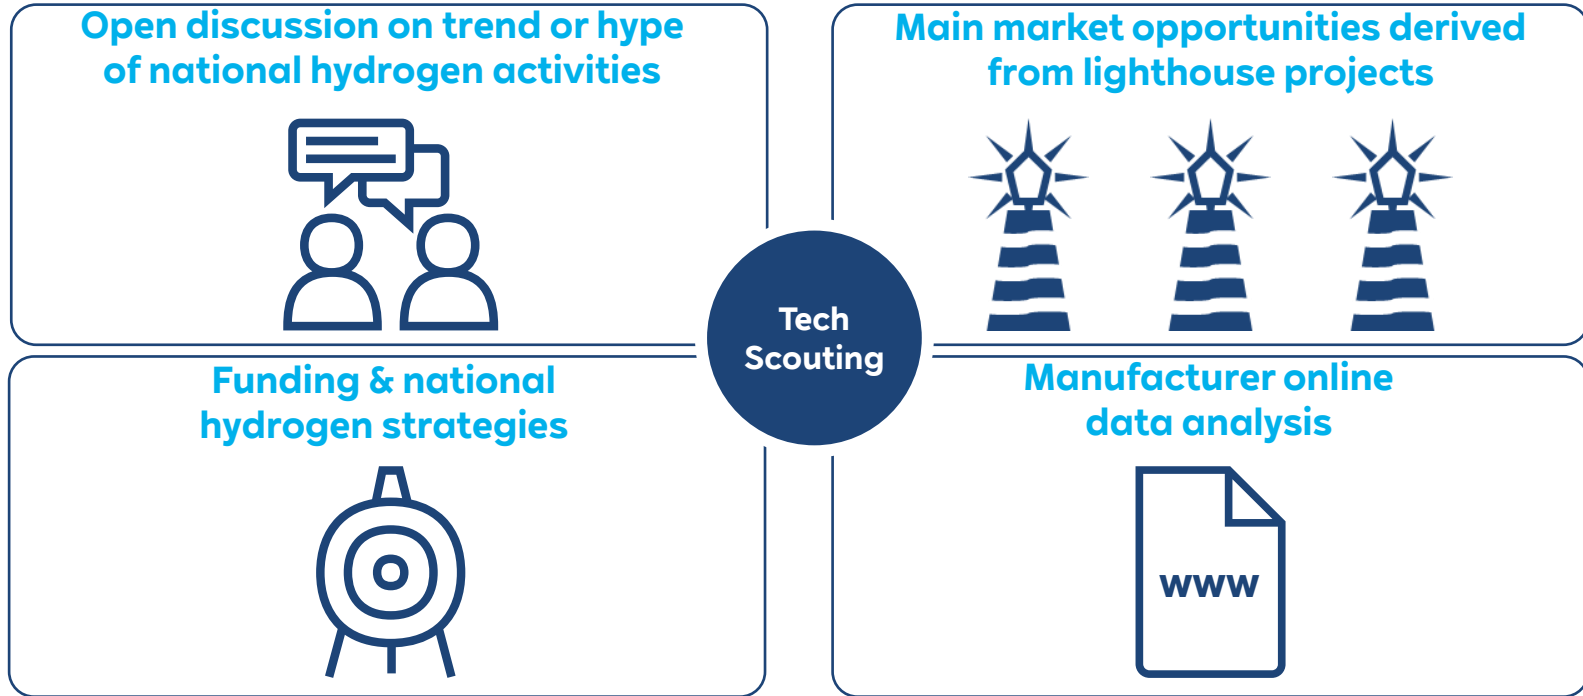 Open discussion on trend or hype
of national hydrogen activities
Main market opportunities derived
from lighthouse projects
Tech
Scouting
Funding & national
hydrogen strategies
Manufacturer online
data analysis
www